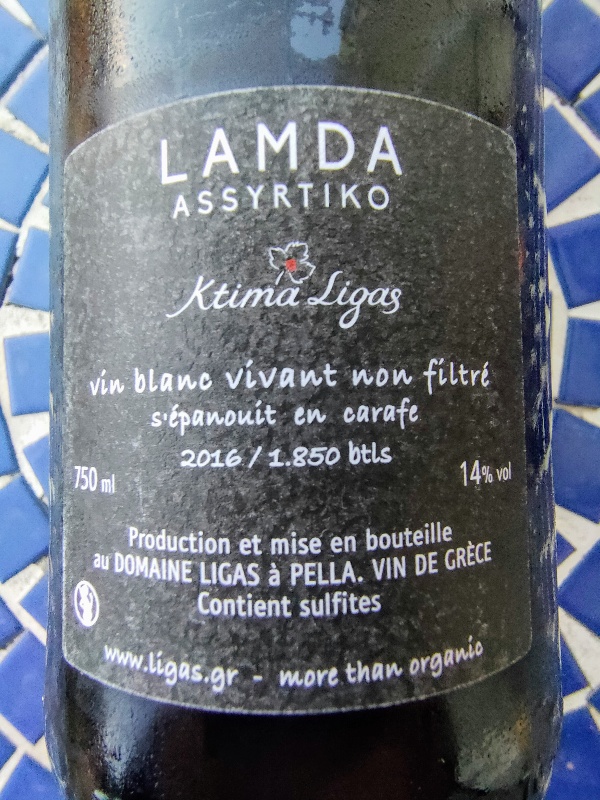 LAMDA
ASSYRTIKO
Ktima Ligas
vin blanc vivant non filtré
s'épanouit en carafe
2016 / 1.850 btls
750 ml
14% vol
Production et mise en bouteille
au DOMAINE LIGAS à PELLA. VIN DE GRÈCE
Contient sulfites
www.ligas.gr - more than organic